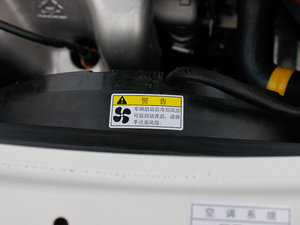 警告
车辆启动后冷却风扇
可能自动开启，请将
手远离风扇。
空调系统